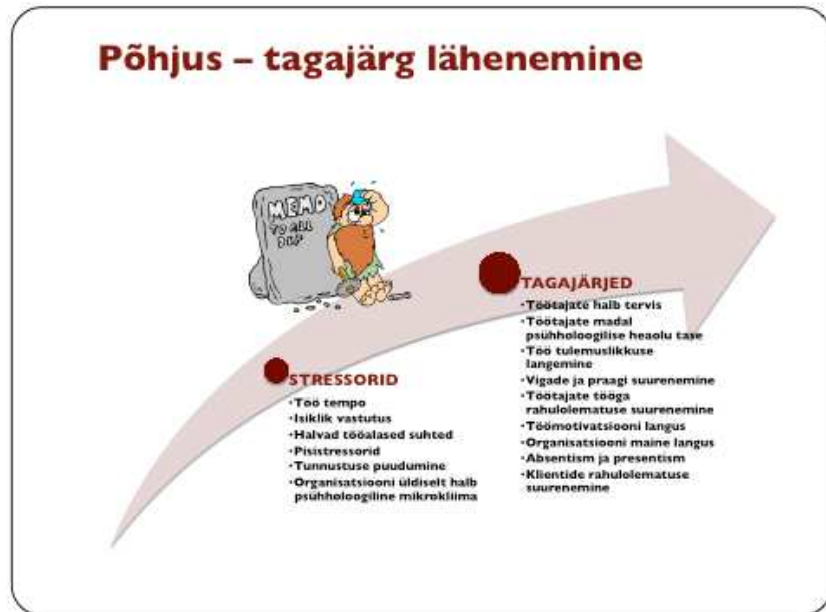 Põhjus – tagajärg lähenemine
MEMO
TO ALL
STRESSORID
•Töö tempo
•Isiklik vastutus
•Halvad tööalased suhted
•Pisistressorid
•Tunnustuse puudumine
•Organisatsiooni üldiselt halb
psühholoogiline mikrokliima
TAGAJÄRJED
•Töötajate halb tervis
•Töötajate madal
psühholoogilise heaolu tase
•Töö tulemuslikkuse
langemine
•Vigade ja praagi suurenemine
•Töötajate tööga
rahulolematuse suurenemine
•Töömotivatsiooni langus
•Organisatsiooni maine langus
•Absentism ja presentism
•Klientide rahulolematuse
suurenemine